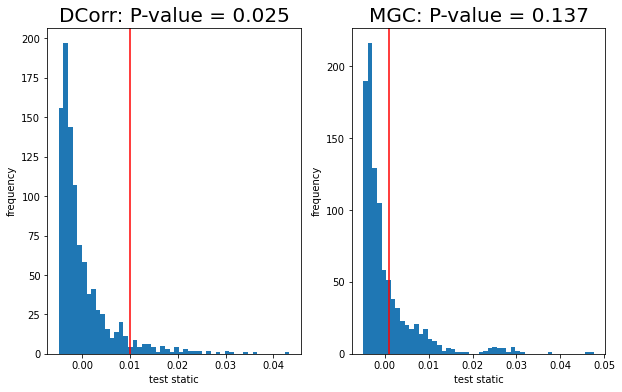 DCorr: P-value = 0.025
200
175
150
125
100
75
50
25
0
frequency
0.00 0.01 0.02 0.03 0.04
test static
MGC: P-value = 0.137
200
150
100
50
0
frequency
0.00 0.01 0.02 0.03 0.04 0.05
test static